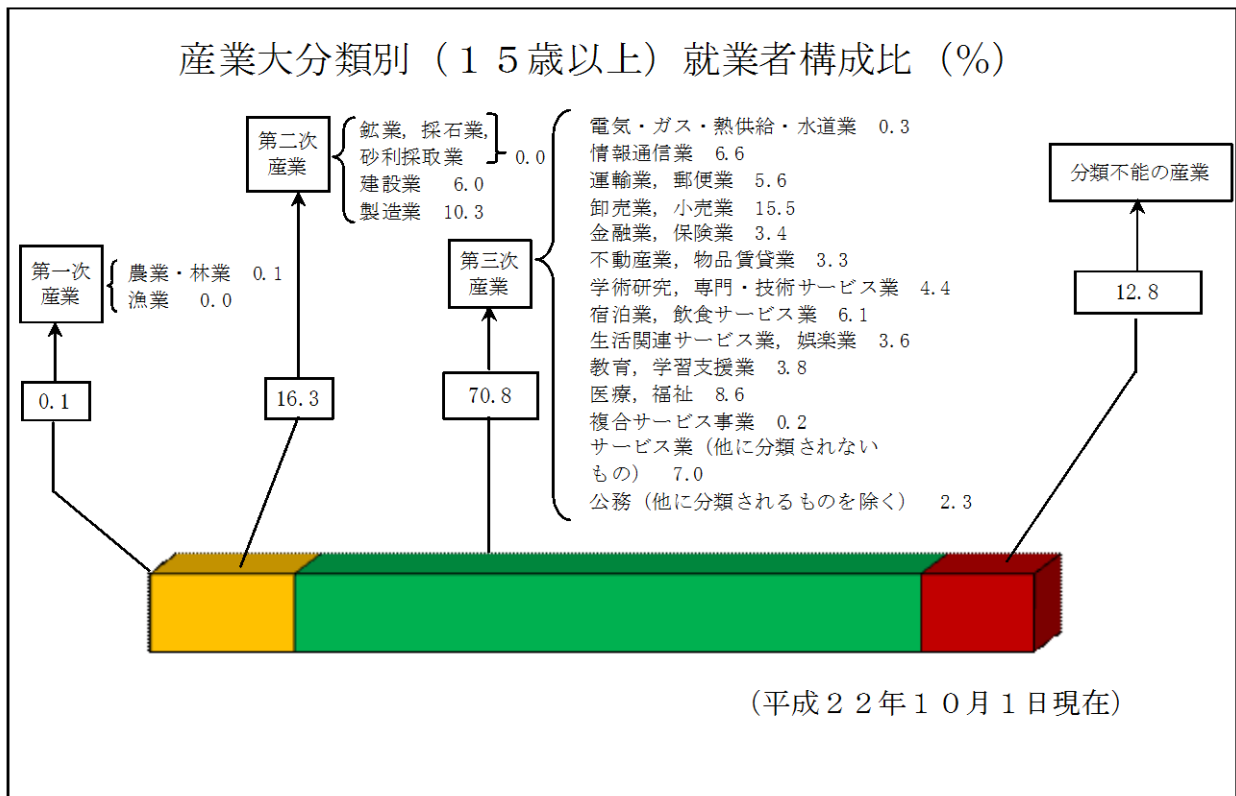 産業大分類別（１５歳以上）就業者構成比（％）
第一次
産業
農業・林業　0.1
漁業　0.0
0.1
第二次
産業
鉱業，採石業，
砂利採取業　0.0
建設業　6.0
製造業　10.3
16.3
第三次
産業
電気・ガス・熱供給・水道業　0.3
情報通信業　6.6
運輸業，郵便業　5.6
卸売業，小売業　15.5
金融業，保険業　3.4
不動産業，物品賃貸業　3.3
学術研究，専門・技術サービス業　4.4
宿泊業，飲食サービス業　6.1
生活関連サービス業，娯楽業　3.6
教育，学習支援業　3.8
医療，福祉　8.6
複合サービス事業　0.2
サービス業（他に分類されない
もの）　7.0
公務（他に分類されるものを除く）　2.3
70.8
分類不能の産業
12.8
（平成２２年１０月１日現在）